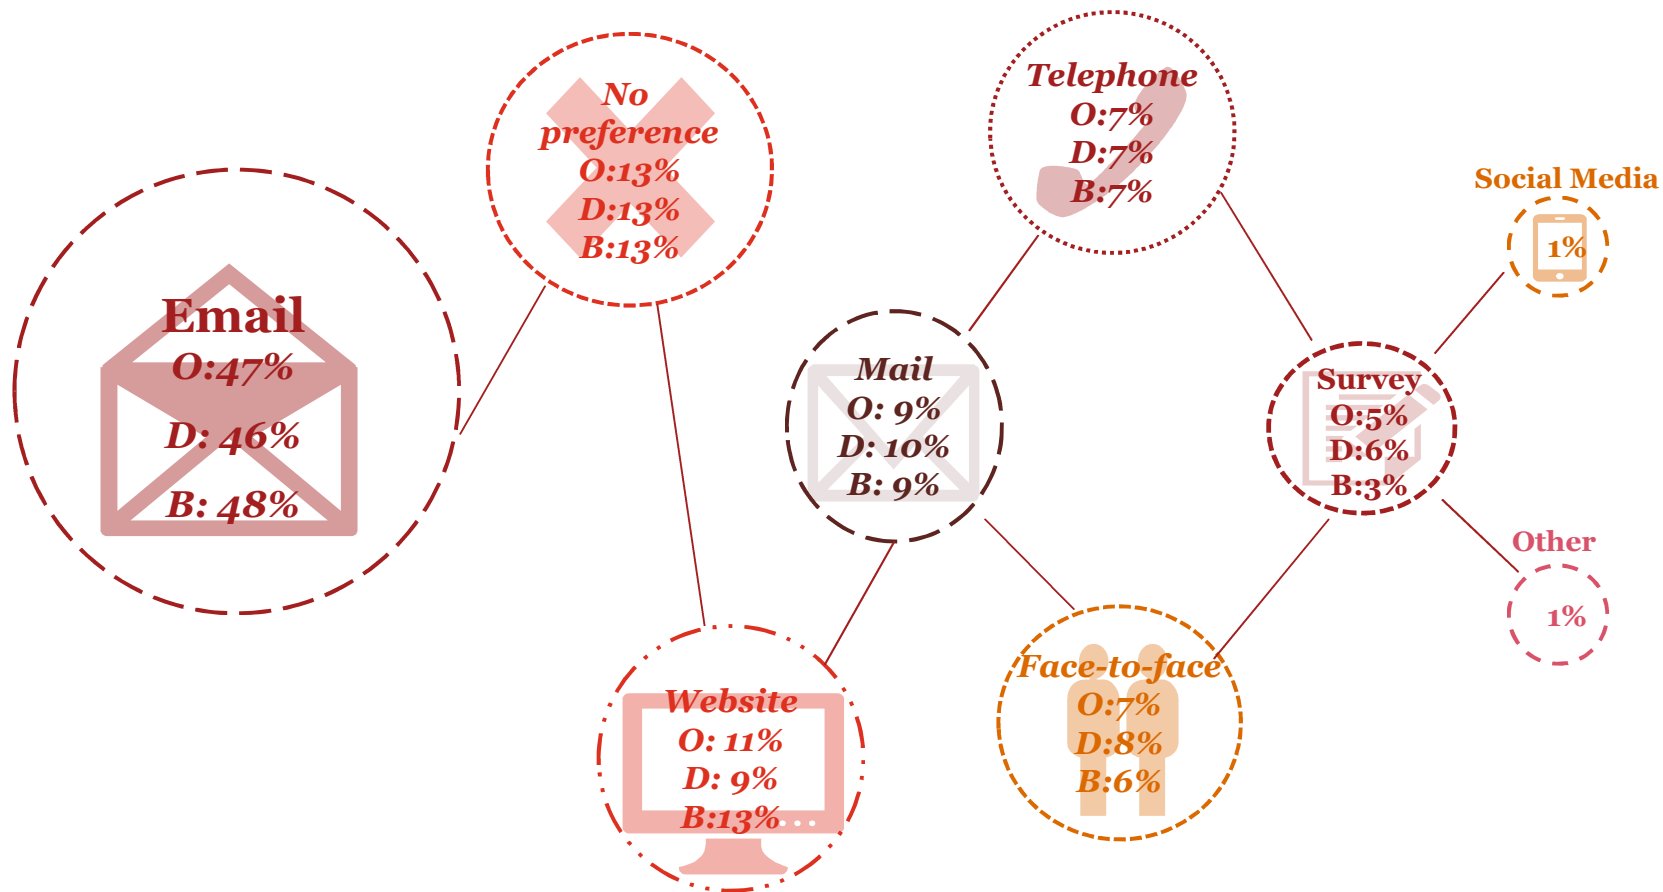 Email
O:47%
D: 46%
B: 48%
No
preference
O:13%
D:13%
B:13%
Website
O: 11%
D: 9%
B:13%
Mail
O: 9%
D: 10%
B: 9%
Telephone
O:7%
D:7%
B:7%
Face-to-face
O:7%
D:8%
B:6%
Survey
O:5%
D:6%
B:3%
Social Media
1%
Other
1%